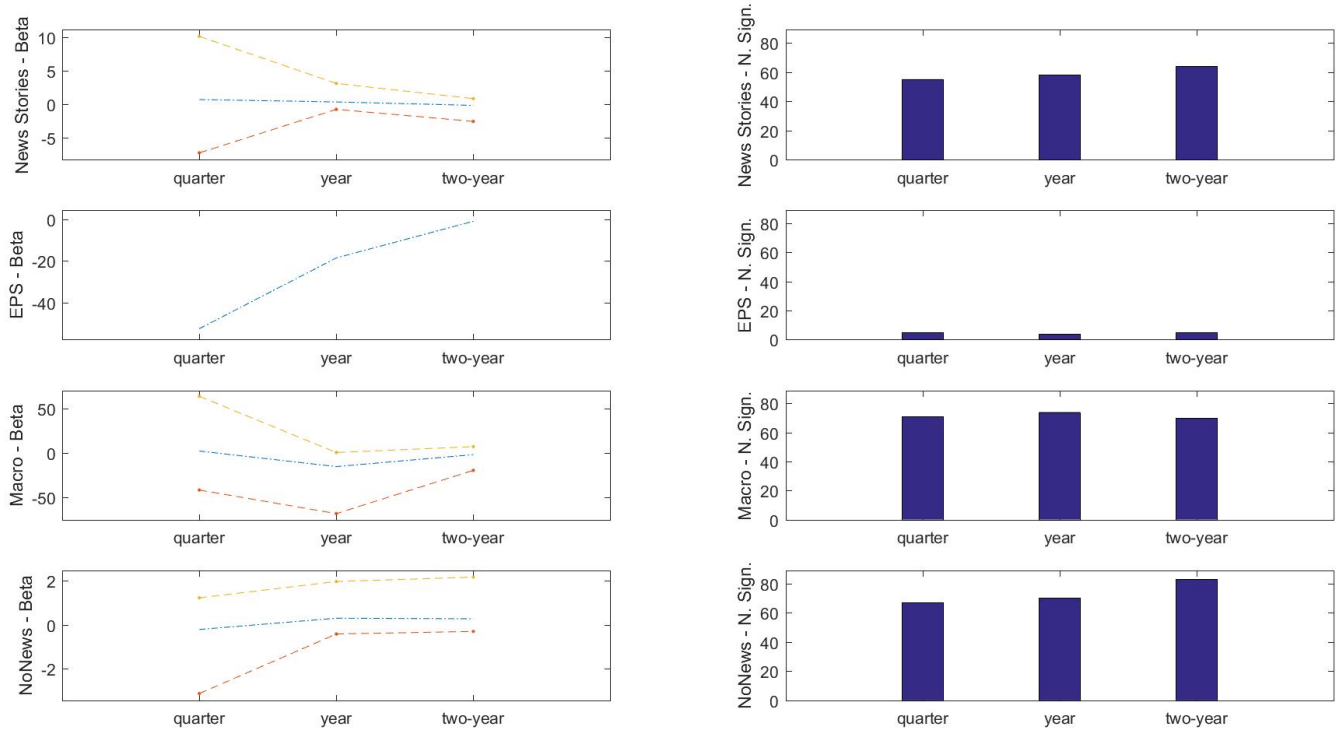 News Stories - Beta
10
5
0
-5
quarter year two-year
News Stories - N. Sign.
80
60
40
20
0
quarter year two-year
EPS - Beta
0
-20
-40
quarter year two-year
EPS - N. Sign.
80
60
40
20
0
quarter year two-year
Macro - Beta
50
0
-50
quarter year two-year
Macro - N. Sign.
80
60
40
20
0
quarter year two-year
NoNews - Beta
2
0
-2
quarter year two-year
NoNews - N. Sign.
80
60
40
20
0
quarter year two-year